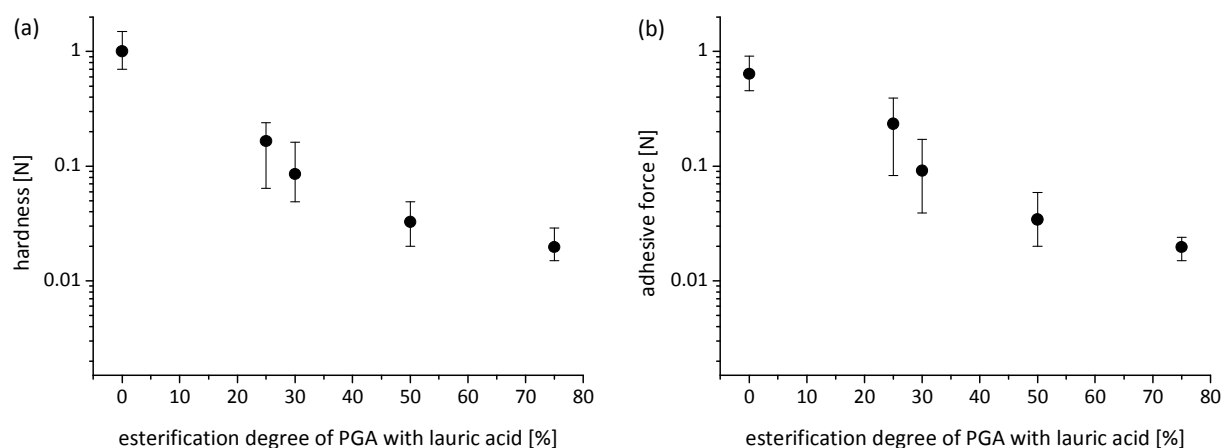 (a)
1
0.1
0.01
hardness [N]
0 10 20 30 40 50 60 70 80
esterification degree of PGA with lauric acid [%]
(b)
1
0.1
0.01
adhesive force [N]
0 10 20 30 40 50 60 70 80
esterification degree of PGA with lauric acid [%]